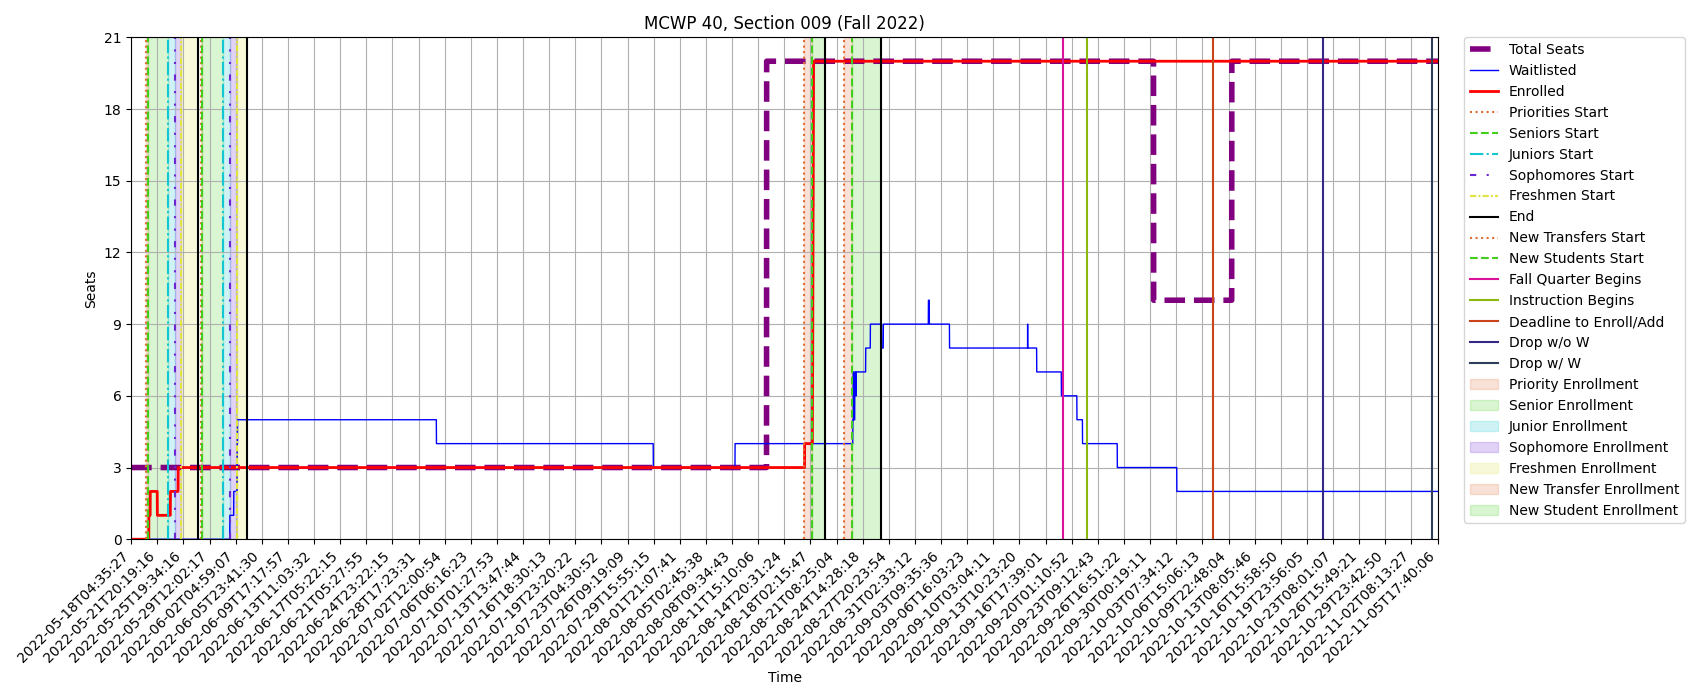 MCWP 40, Section 009 (Fall 2022)
Seats
21
18
15
12
9
6
3
0
2022-05-18T04:35:27
2022-05-21T20:19:16
2022-05-25T19:34:16
2022-05-29T12:02:17
2022-06-02T04:59:07
2022-06-05T23:41:30
2022-06-09T17:17:57
2022-06-13T11:03:32
2022-06-17T05:22:15
2022-06-21T05:27:55
2022-06-24T23:22:15
2022-06-28T17:23:31
2022-07-02T12:00:54
2022-07-06T06:16:23
2022-07-10T01:27:53
2022-07-13T13:47:44
2022-07-16T18:30:13
2022-07-19T23:20:22
2022-07-23T04:30:52
2022-07-26T09:19:09
2022-07-29T15:55:15
2022-08-01T21:07:41
2022-08-05T02:45:38
2022-08-08T09:34:43
2022-08-11T15:10:06
2022-08-14T20:31:24
2022-08-18T02:15:47
2022-08-21T08:25:04
2022-08-24T14:28:18
2022-08-27T20:23:54
2022-08-31T02:33:12
2022-09-03T09:35:36
2022-09-06T16:03:23
2022-09-10T03:04:11
2022-09-13T10:23:20
2022-09-16T17:39:01
2022-09-20T01:10:52
2022-09-23T09:12:43
2022-09-26T16:51:22
2022-09-30T00:19:11
2022-10-03T07:34:12
2022-10-06T15:06:13
2022-10-09T22:48:04
2022-10-13T08:05:46
2022-10-16T15:58:50
2022-10-19T23:56:05
2022-10-23T08:01:07
2022-10-26T15:49:21
2022-10-29T23:42:50
2022-11-02T08:13:27
2022-11-05T17:40:06
Time
Total Seats
Waitlisted
Enrolled
Priorities Start
Seniors Start
Juniors Start
Sophomores Start
Freshmen Start
End
New Transfers Start
New Students Start
Fall Quarter Begins
Instruction Begins
Deadline to Enroll/Add
Drop w/o W
Drop w/ W
Priority Enrollment
Senior Enrollment
Junior Enrollment
Sophomore Enrollment
Freshmen Enrollment
New Transfer Enrollment
New Student Enrollment